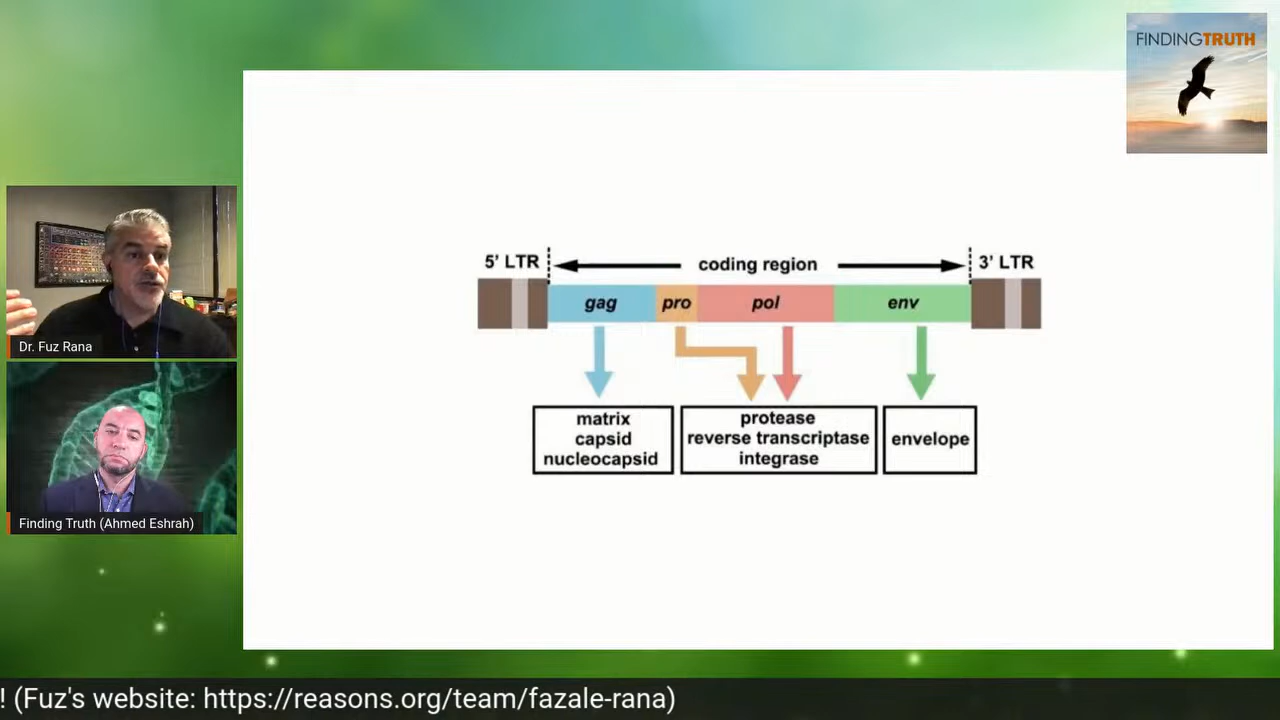 FINDINGTRUTH
5' LTR
coding region
3' LTR
gag
pro
pol
env
matrix
capsid
nucleocapsid
protease
reverse transcriptase
integrase
envelope
Dr. Fuz Rana
Finding Truth (Ahmed Eshrah)
! (Fuz's website: https://reasons.org/team/fazale-rana)